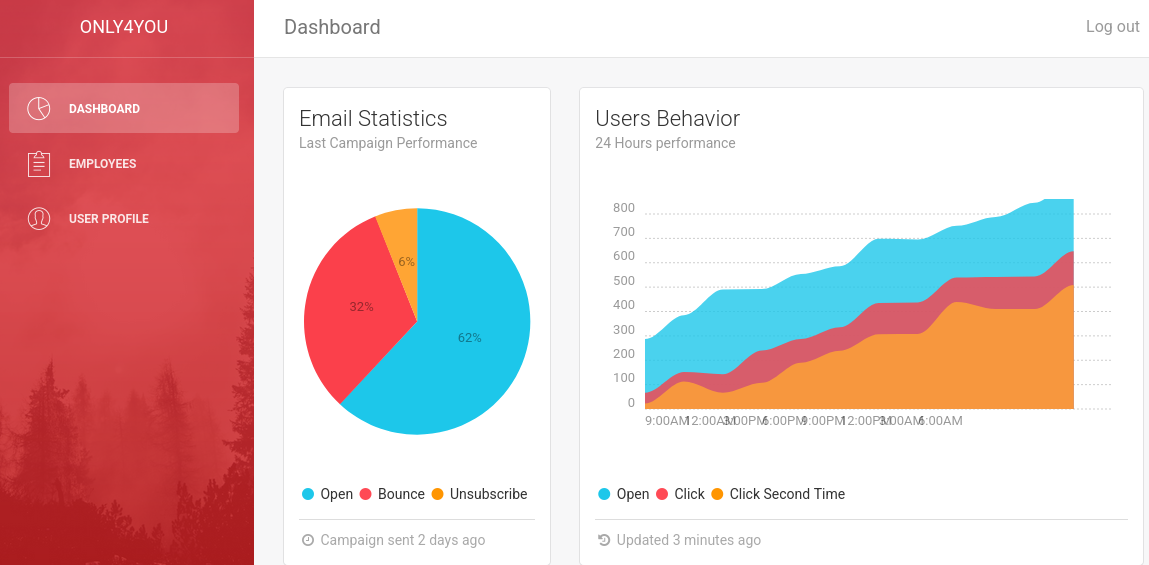 ONLY4YOU
Dashboard
Log out
DASHBOARD
EMPLOYEES
USER PROFILE
Email Statistics
Last Campaign Performance
6%
32%
62%
Open Bounce Unsubscribe
Campaign sent 2 days ago
Users Behavior
24 Hours performance
800
700
600
500
400
300
200
100
0
9:00AM 12:00AM 3:00PM 6:00PM 9:00PM 12:00PM 3:00AM 6:00AM
Open Click Click Second Time
Updated 3 minutes ago